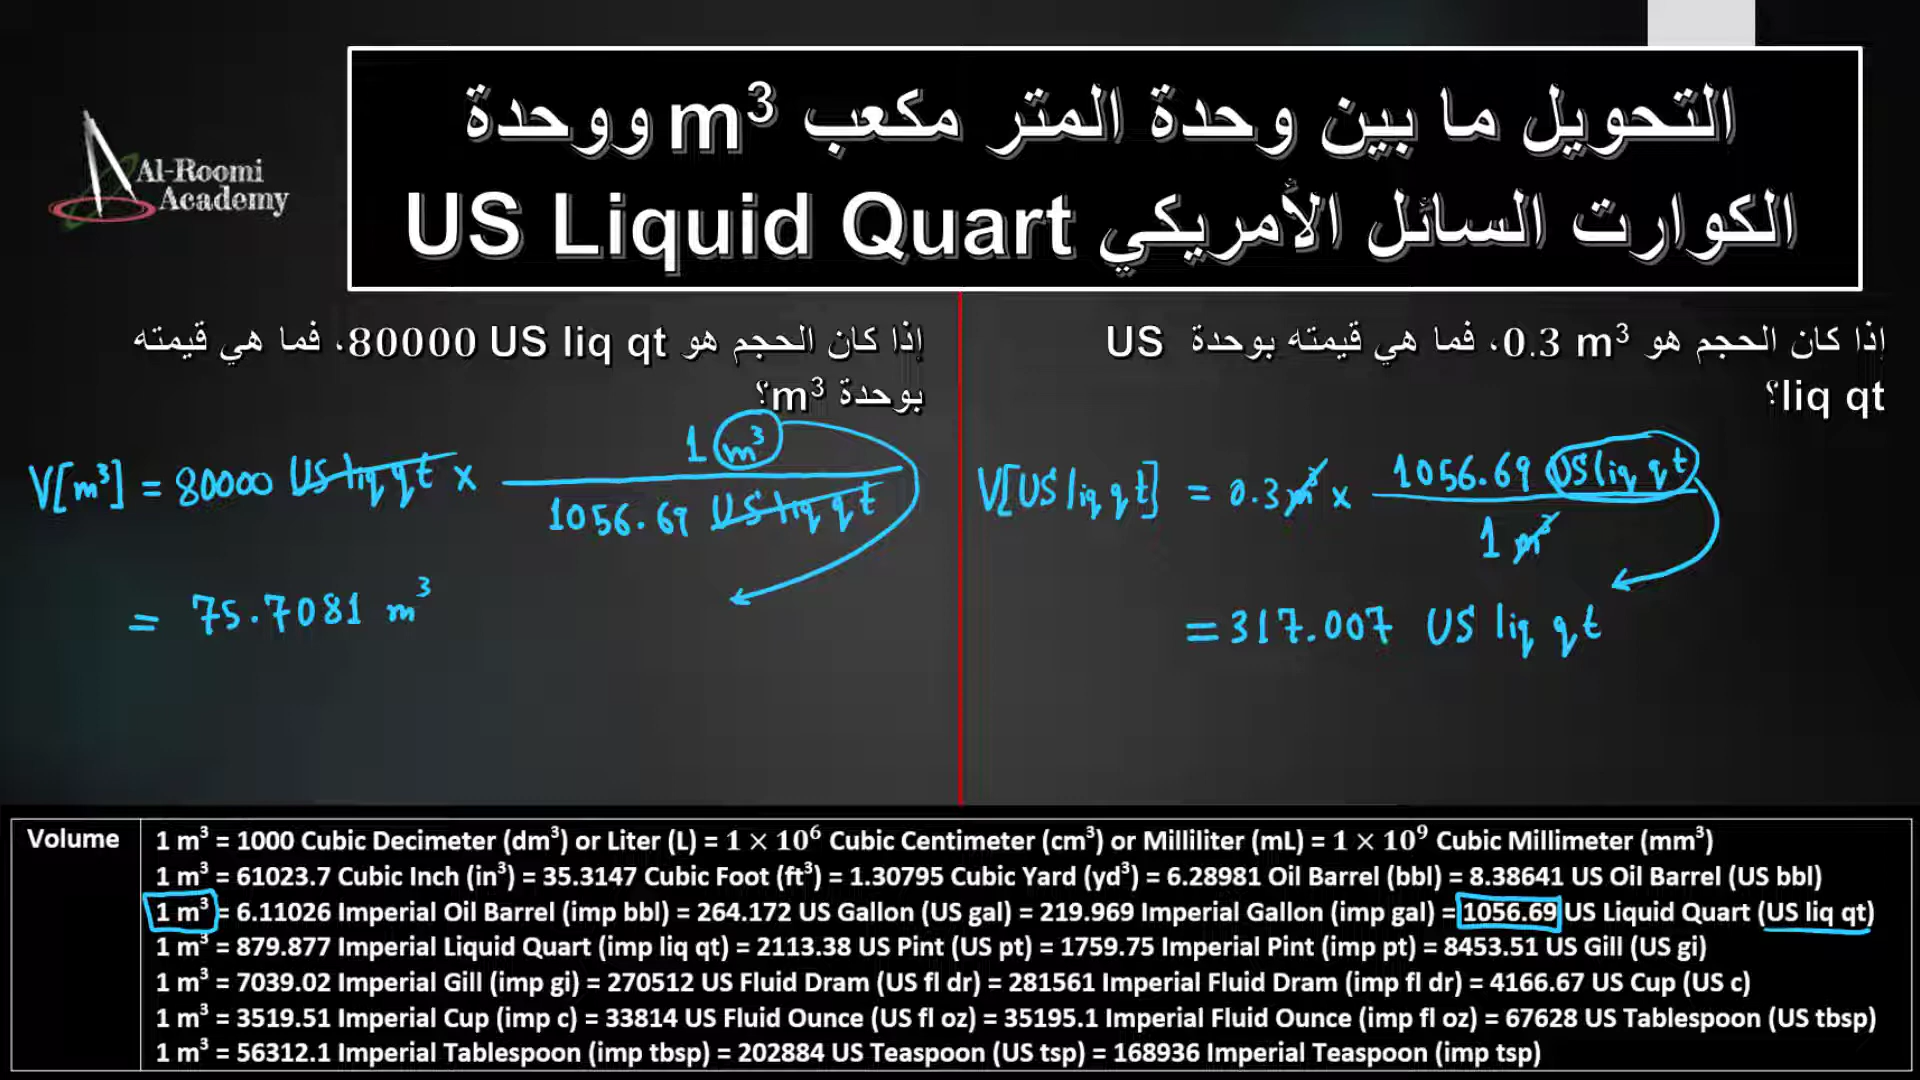 Al-Roomi
Academy
التحويل ما بين وحدة المتر مكعب m³ ووحدة
الكوارت السائل الأمريكي US Liquid Quart
إذا كان الحجم هو 0.3 m³، فما هي قيمته بوحدة US
liq qt؟
V[US liq qt] = 0.3 m³ x 1056.69 US liq qt
1 m³
= 317.007 US liq qt
إذا كان الحجم هو 80000 US liq qt، فما هي قيمته
بوحدة m³؟
V[m³] = 80000 US liq qt x 1 m³
1056.69 US liq qt
= 75.7081 m³
Volume
1 m³ = 1000 Cubic Decimeter (dm³) or Liter (L) = 1 × 10⁶ Cubic Centimeter (cm³) or Milliliter (mL) = 1 × 10⁹ Cubic Millimeter (mm³)
1 m³ = 61023.7 Cubic Inch (in³) = 35.3147 Cubic Foot (ft³) = 1.30795 Cubic Yard (yd³) = 6.28981 Oil Barrel (bbl) = 8.38641 US Oil Barrel (US bbl)
1 m³ = 6.11026 Imperial Oil Barrel (imp bbl) = 264.172 US Gallon (US gal) = 219.969 Imperial Gallon (imp gal) = 1056.69 US Liquid Quart (US liq qt)
1 m³ = 879.877 Imperial Liquid Quart (imp liq qt) = 2113.38 US Pint (US pt) = 1759.75 Imperial Pint (imp pt) = 8453.51 US Gill (US gi)
1 m³ = 7039.02 Imperial Gill (imp gi) = 270512 US Fluid Dram (US fl dr) = 281561 Imperial Fluid Dram (imp fl dr) = 4166.67 US Cup (US c)
1 m³ = 3519.51 Imperial Cup (imp c) = 33814 US Fluid Ounce (US fl oz) = 35195.1 Imperial Fluid Ounce (imp fl oz) = 67628 US Tablespoon (US tbsp)
1 m³ = 56312.1 Imperial Tablespoon (imp tbsp) = 202884 US Teaspoon (US tsp) = 168936 Imperial Teaspoon (imp tsp)